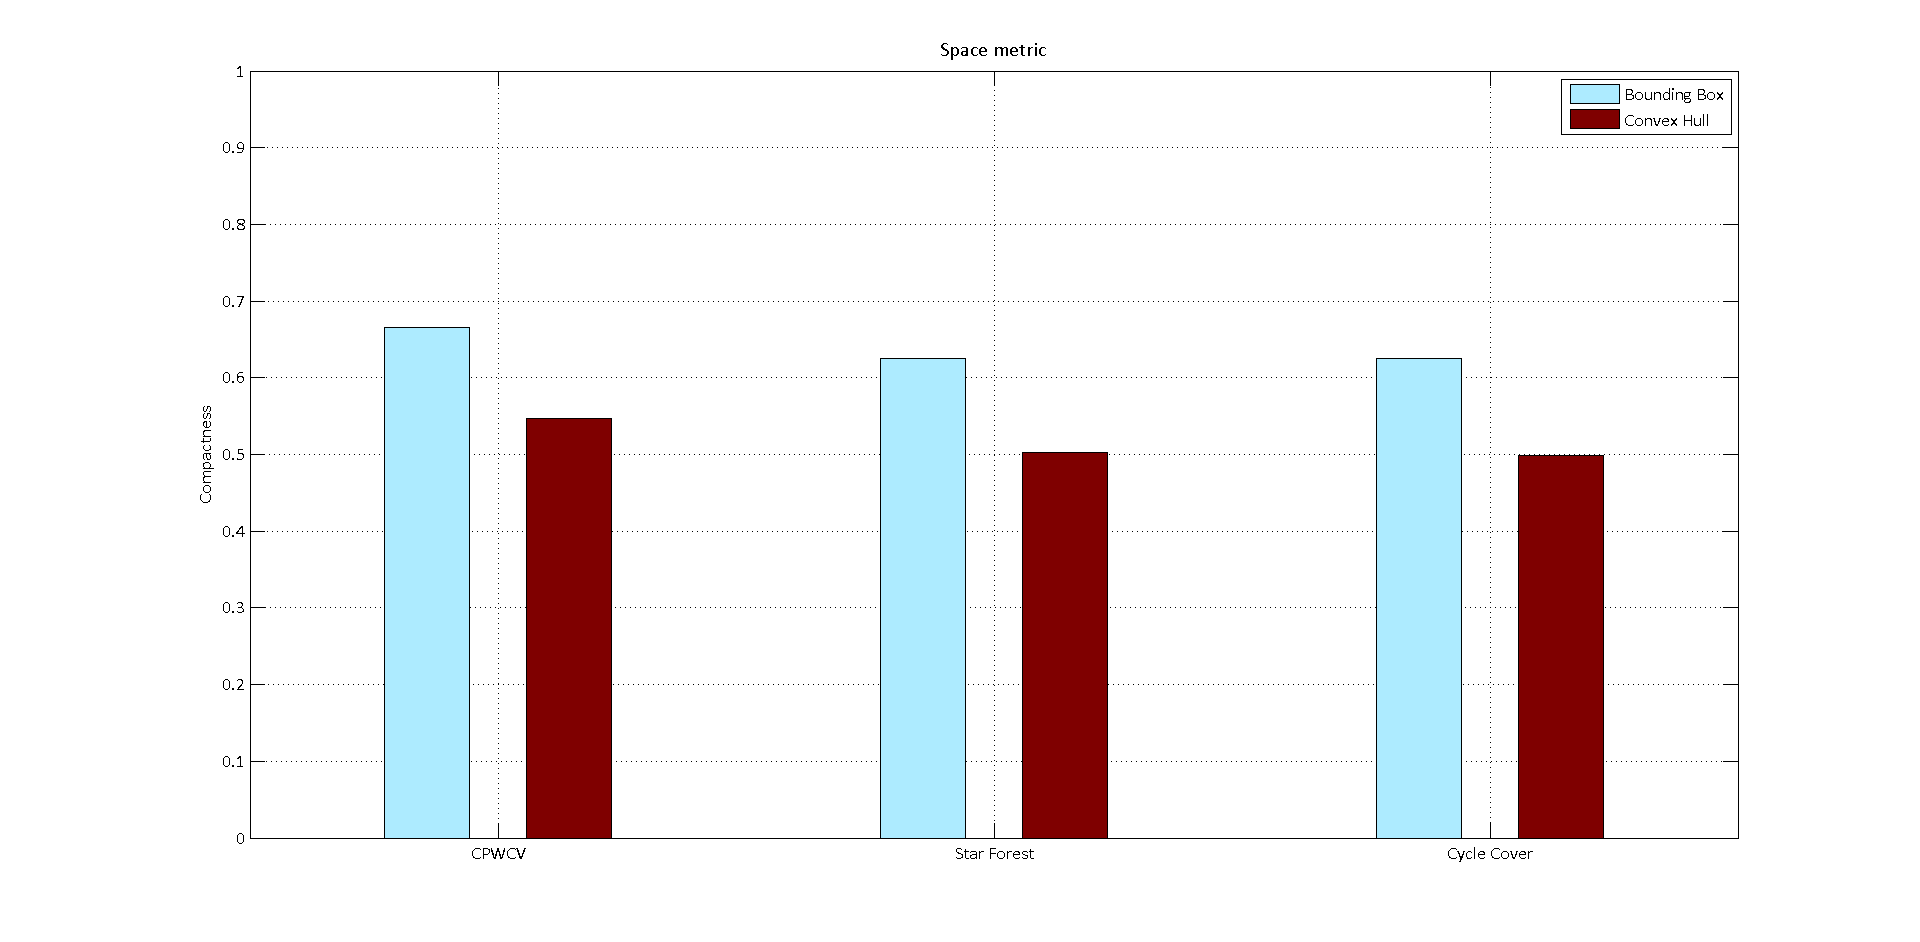 Space metric
1
Bounding Box
Convex Hull
0.9
0.8
0.7
0.6
0.5
0.4
0.3
0.2
0.1
0
Compactness
CPWCV
Star Forest
Cycle Cover